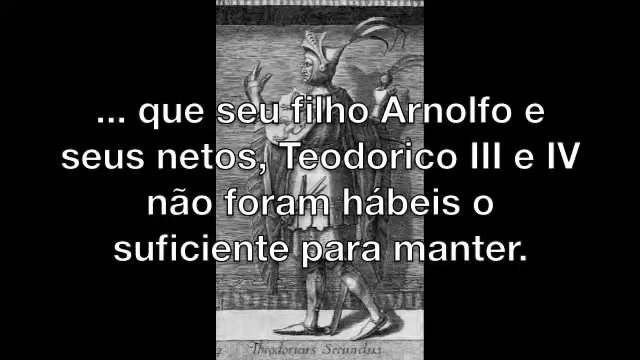 ... que seu filho Arnolfo e
seus netos, Teodorico III e IV
não foram hábeis o
suficiente para manter.
Theodoricus Secundus